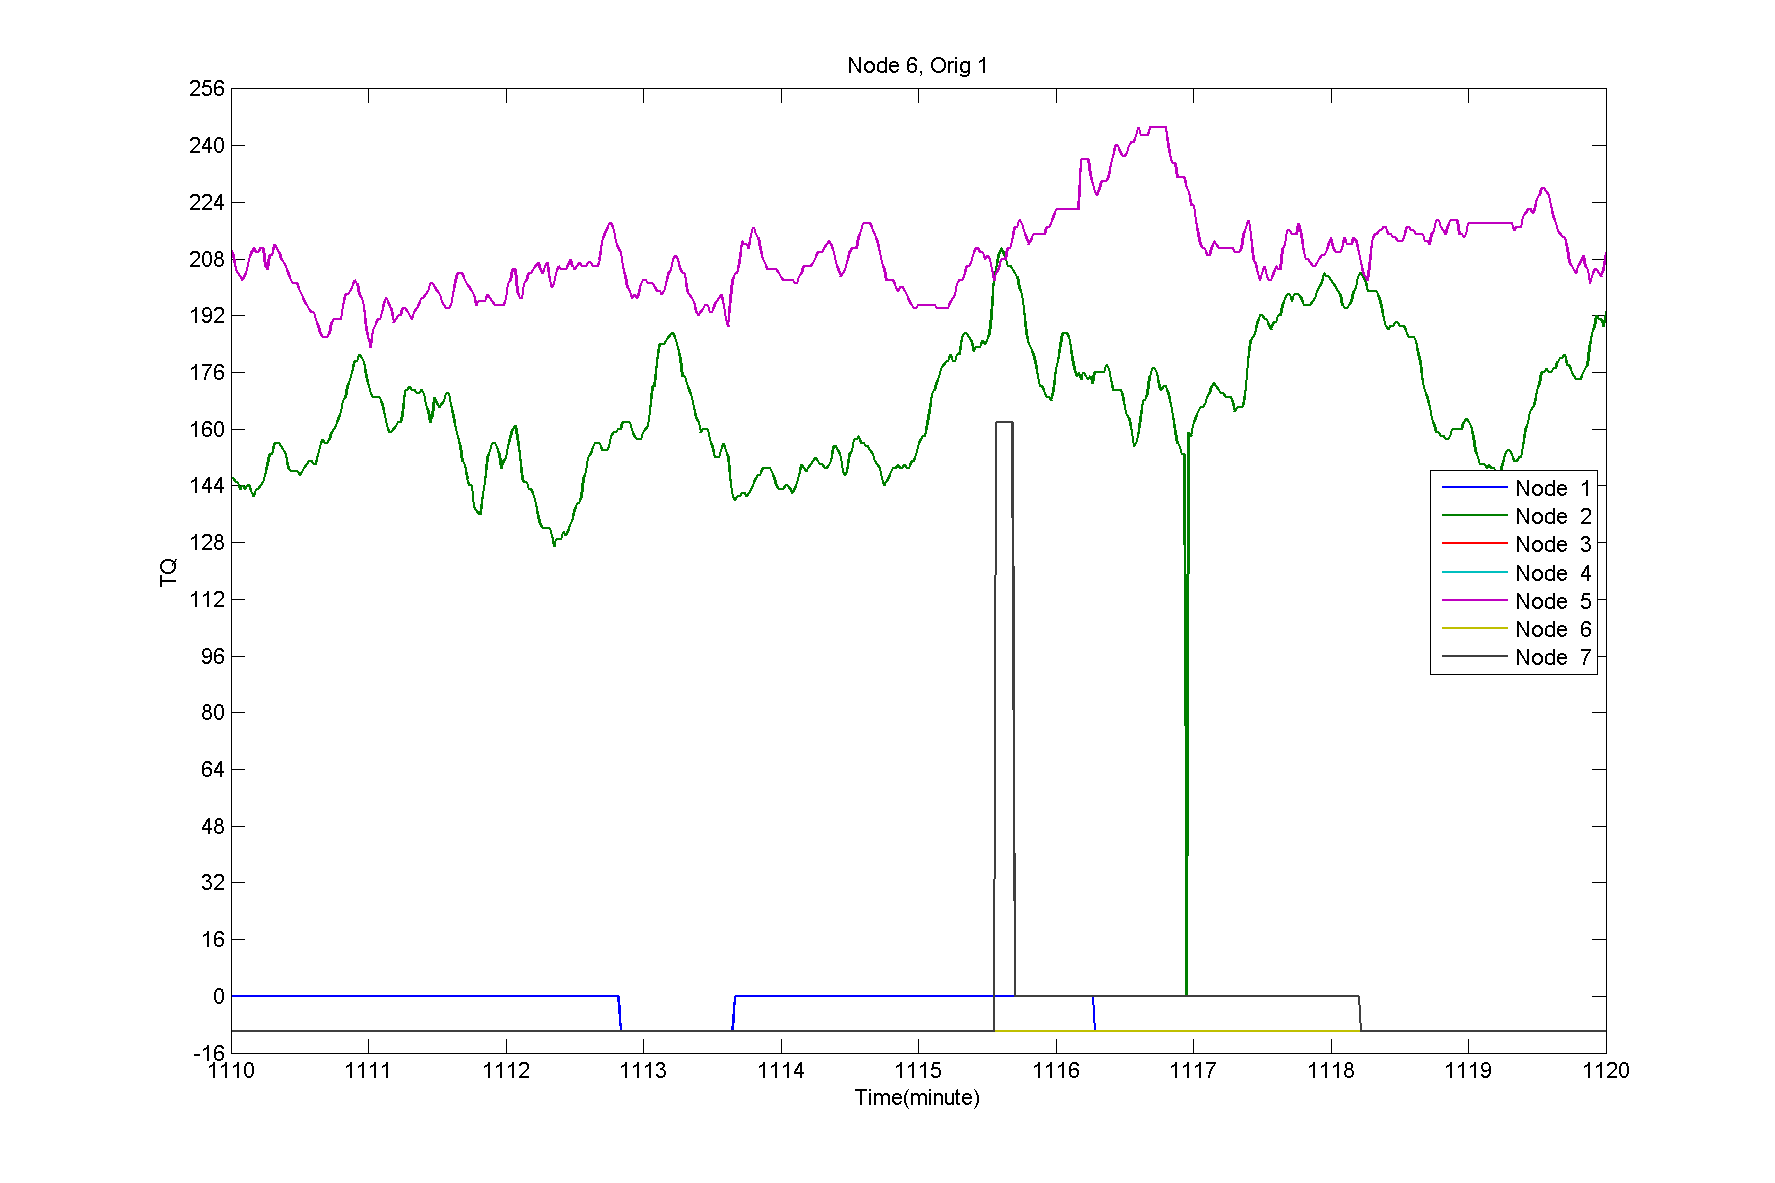 Node 6, Orig 1
256
240
224
208
192
176
160
144
128
112
96
80
64
48
32
16
0
-16
TQ
Node 1
Node 2
Node 3
Node 4
Node 5
Node 6
Node 7
1110 1111 1112 1113 1114 1115 1116 1117 1118 1119 1120
Time(minute)